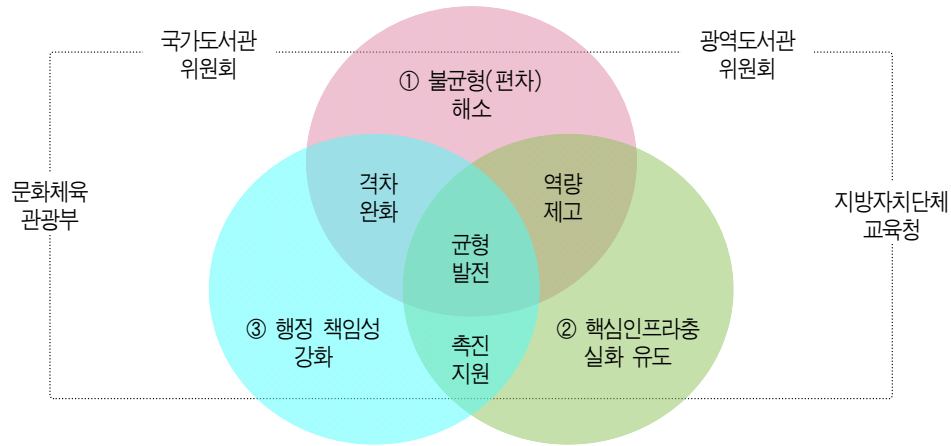 국가도서관
위원회
광역도서관
위원회
① 불균형(편차)
해소
문화체육
관광부
격차
완화
역량
제고
지방자치단체
교육청
균형
발전
③ 행정 책임성
강화
촉진
지원
② 핵심인프라충
실화 유도